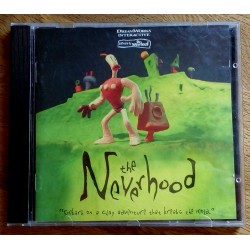 DREAMWORKS
INTERACTIVE
the
Neverhood
"Embark on a clay adventure that breaks the mold."